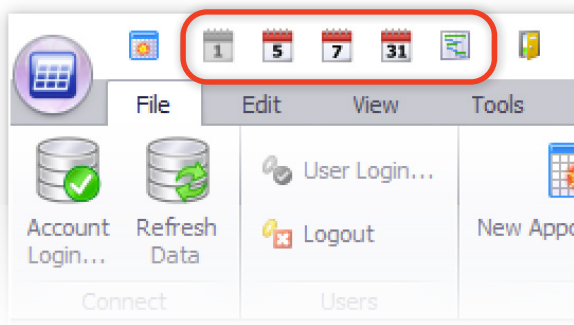 1 5 7 31
File Edit View Tools
Account Login...
Refresh Data
User Login...
Logout
New Appo
Connect Users